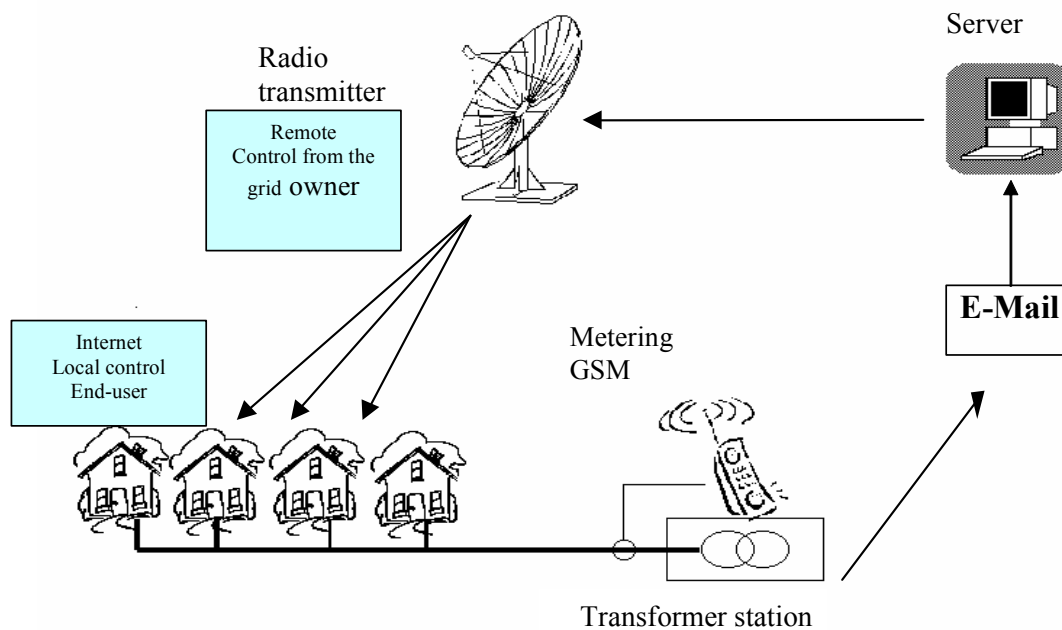 Server
Radio
transmitter
Remote
Control from the
grid owner
E-Mail
Internet
Local control
End-user
Metering
GSM
Transformer station